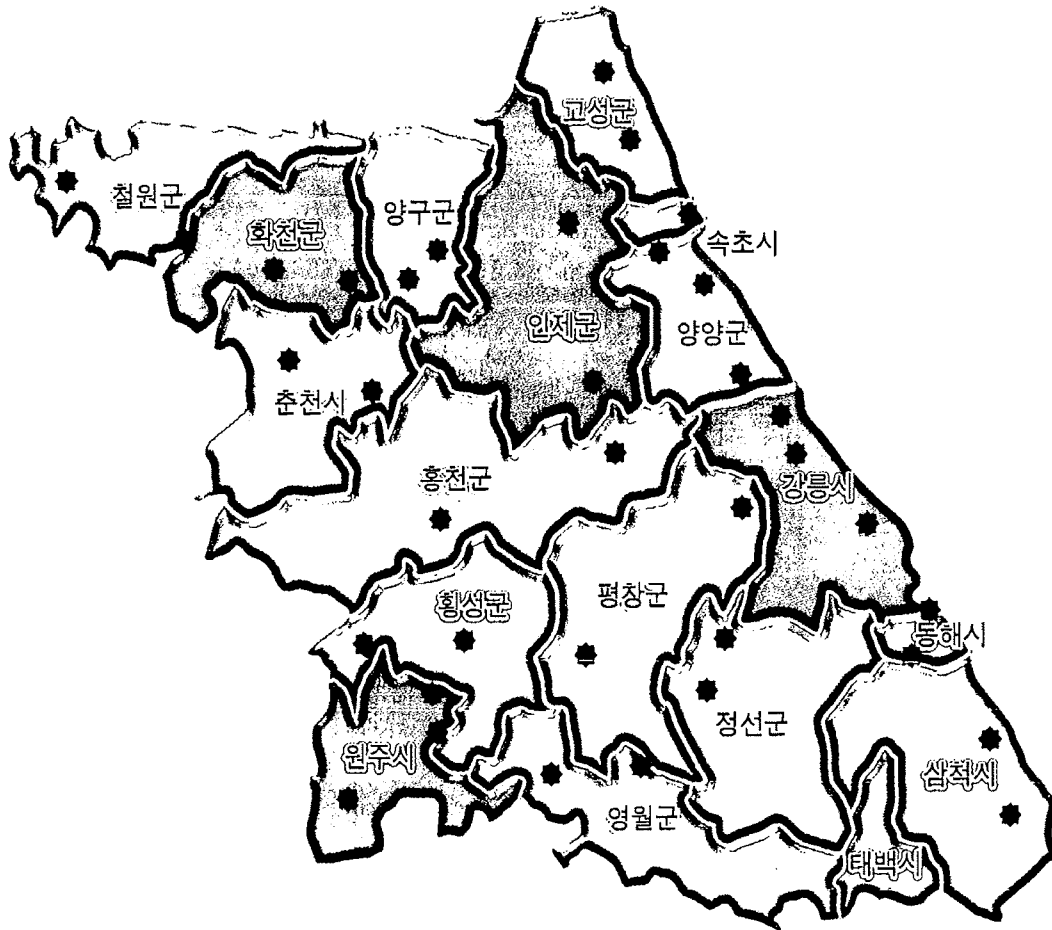 고성군
철원군
양구군
화천군
속초시
인제군
양양군
춘천시
홍천군
강릉시
평창군
횡성군
동해시
정선군
원주시
삼척시
영월군
태백시